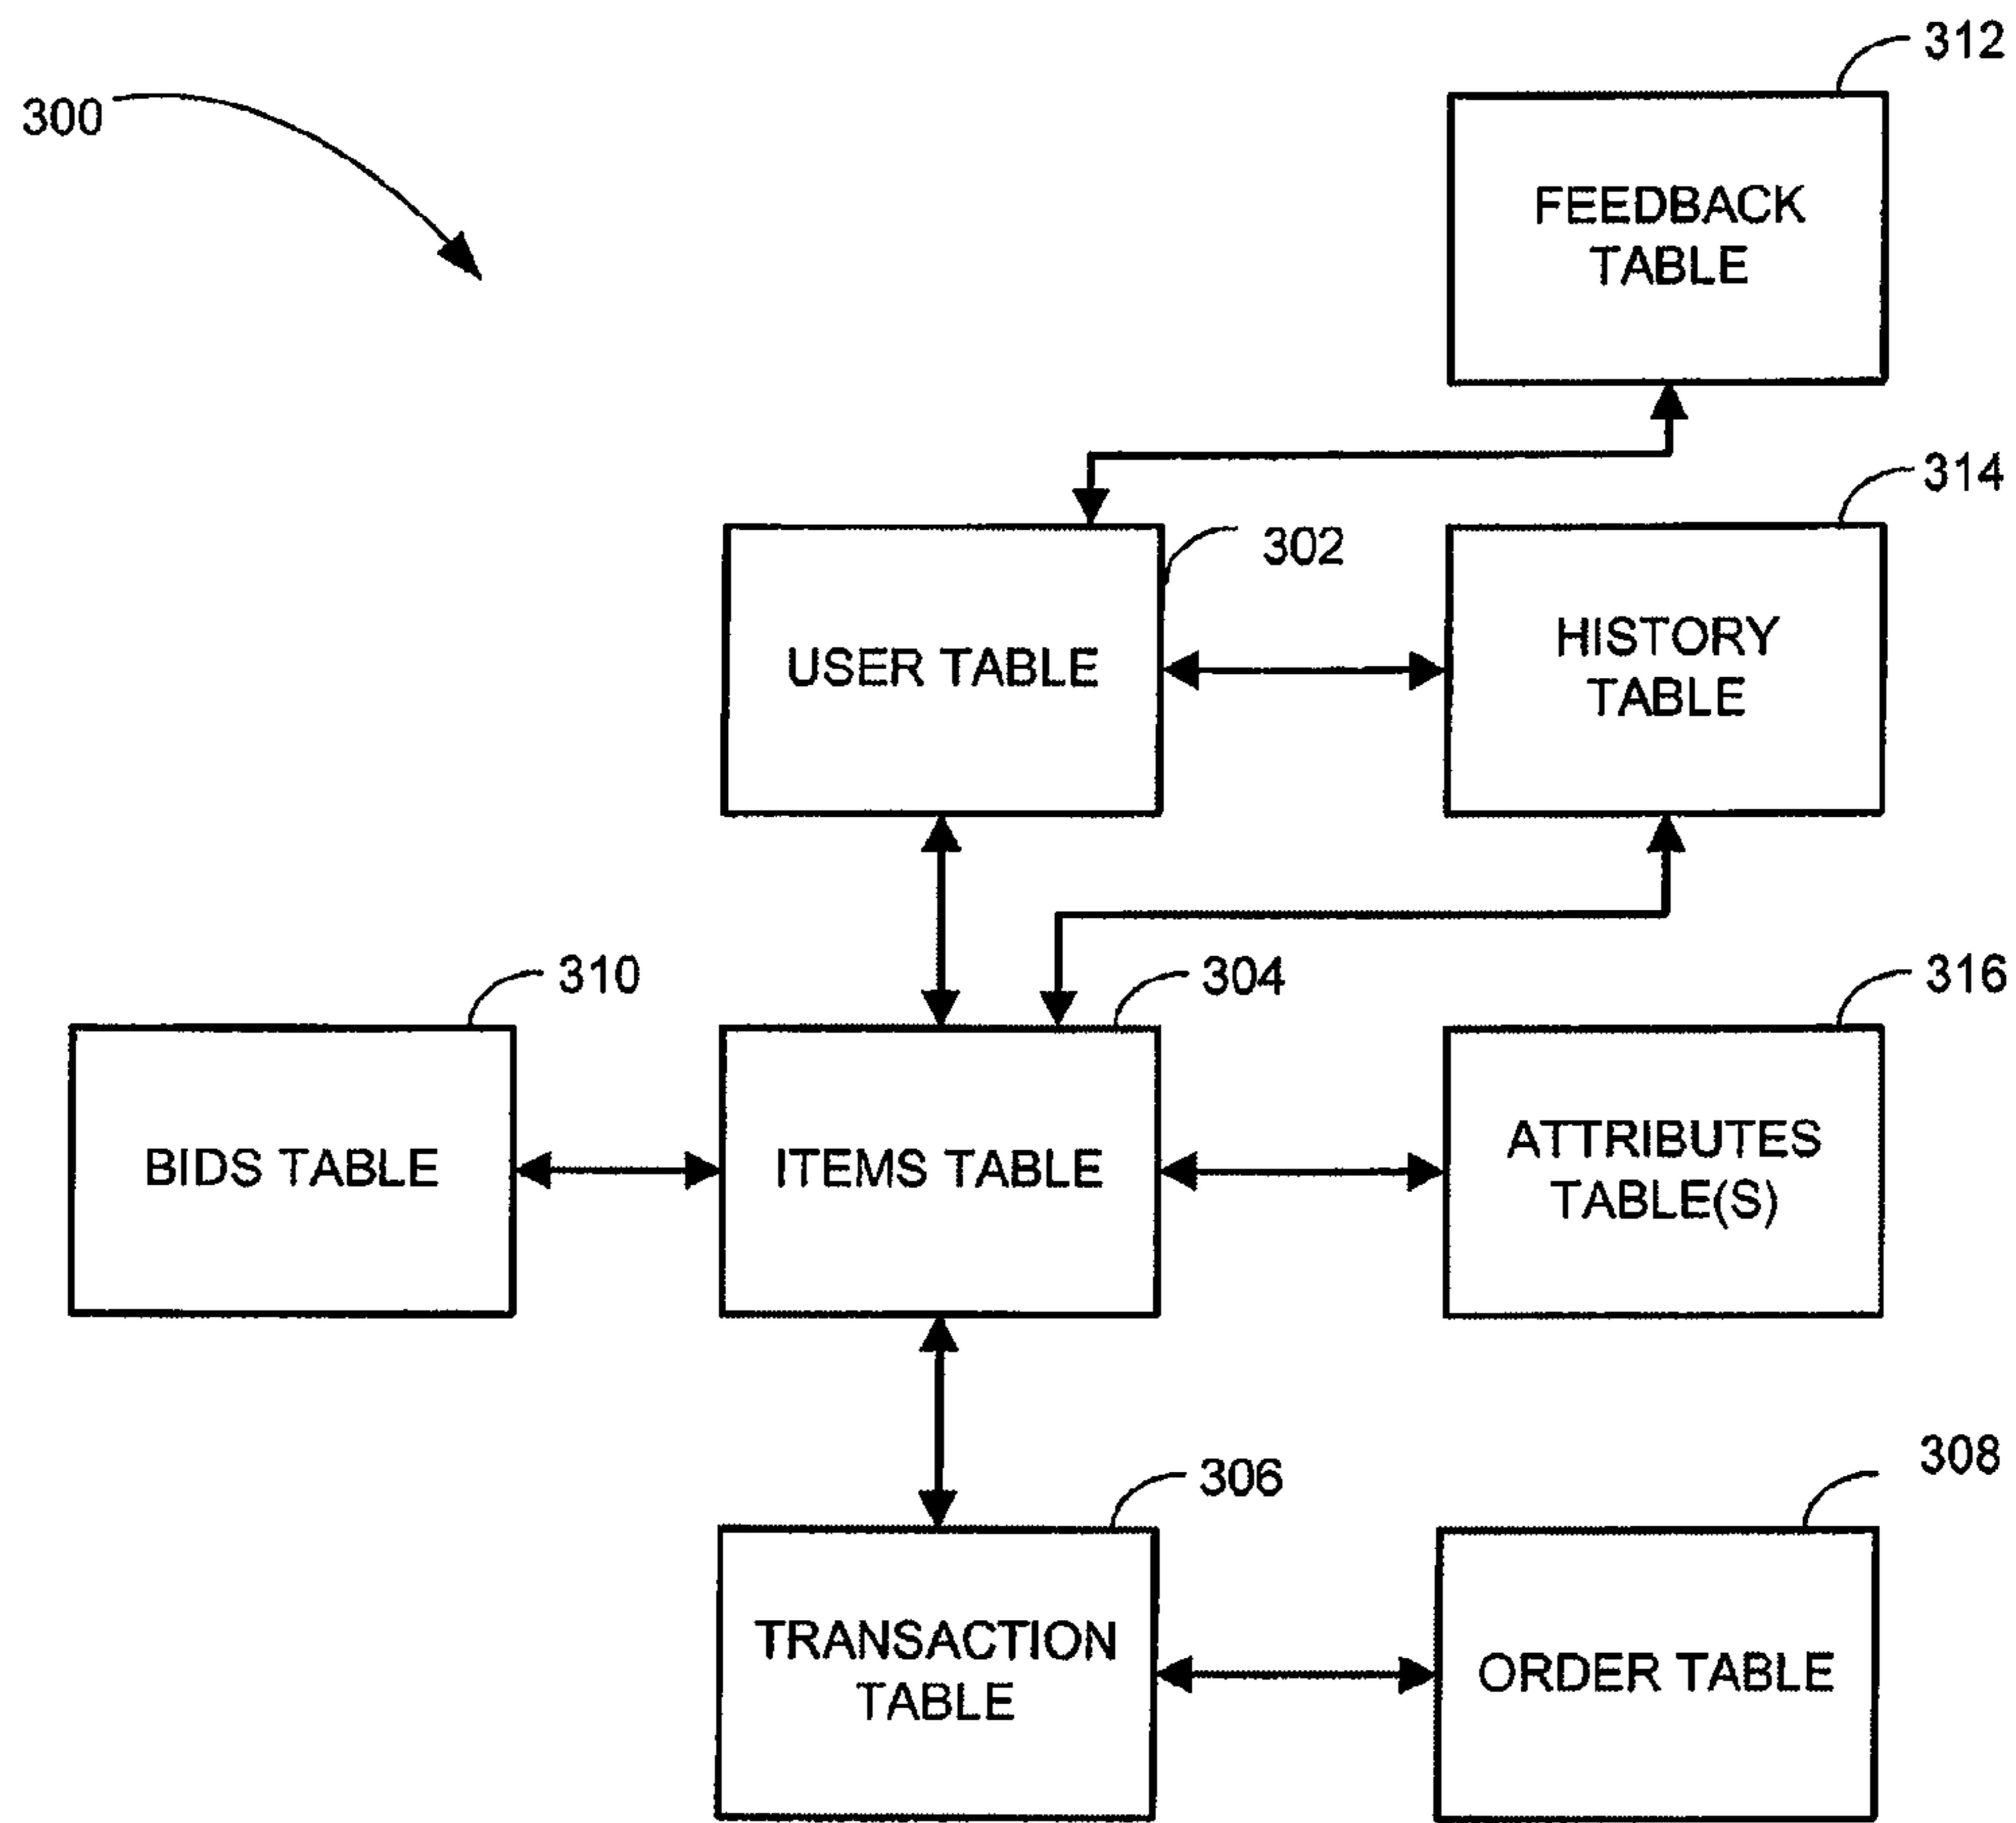 312
300
FEEDBACK
TABLE
314
302
USER TABLE
HISTORY
TABLE
310
304
316
BIDS TABLE
ITEMS TABLE
ATTRIBUTES
TABLE(S)
306
308
TRANSACTION
TABLE
ORDER TABLE